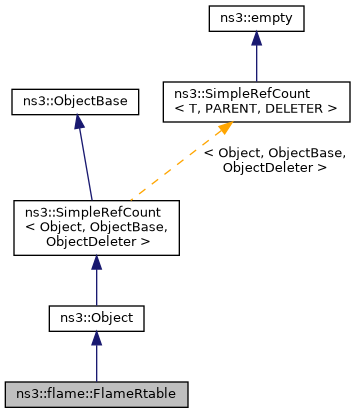 ns3::empty
ns3::ObjectBase
ns3::SimpleRefCount
< T, PARENT, DELETER >
< Object, ObjectBase,
ObjectDeleter >
ns3::SimpleRefCount
< Object, ObjectBase,
ObjectDeleter >
ns3::Object
ns3::flame::FlameRtable